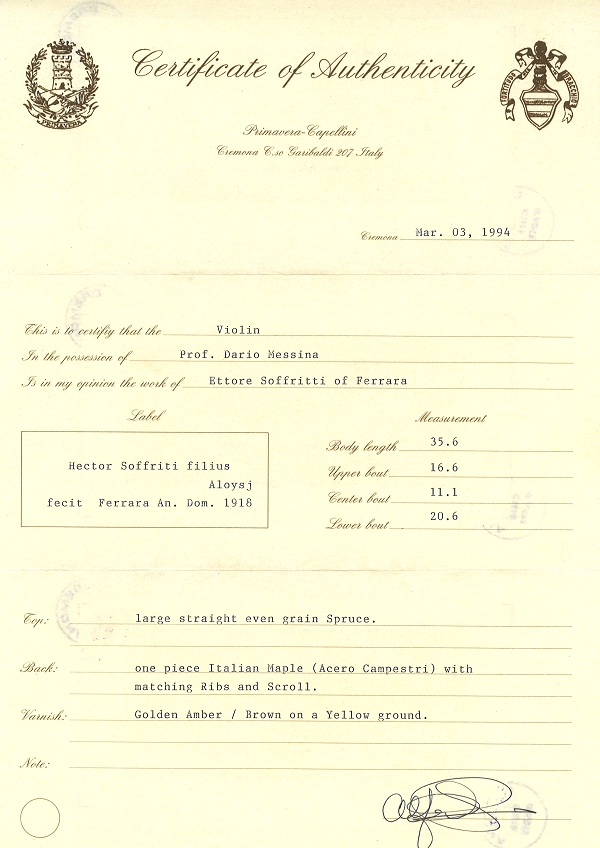 Certificate of Authenticity
PRIMAVERA
Primavera-Capellini
Cremona C.so Garibaldi 207 Italy
Cremona Mar. 03, 1994
This is to certifiy that the Violin
In the possession of Prof. Dario Messina
Is in my opinion the work of Ettore Soffritti of Ferrara
Label
Hector Soffriti filius
Aloysj
fecit Ferrara An. Dom. 1918
Measurement
Body length 35.6
Upper bout 16.6
Center bout 11.1
Lower bout 20.6
Top: large straight even grain Spruce.
Back: one piece Italian Maple (Acero Campestri) with
matching Ribs and Scroll.
Varnish: Golden Amber / Brown on a Yellow ground.
Note: